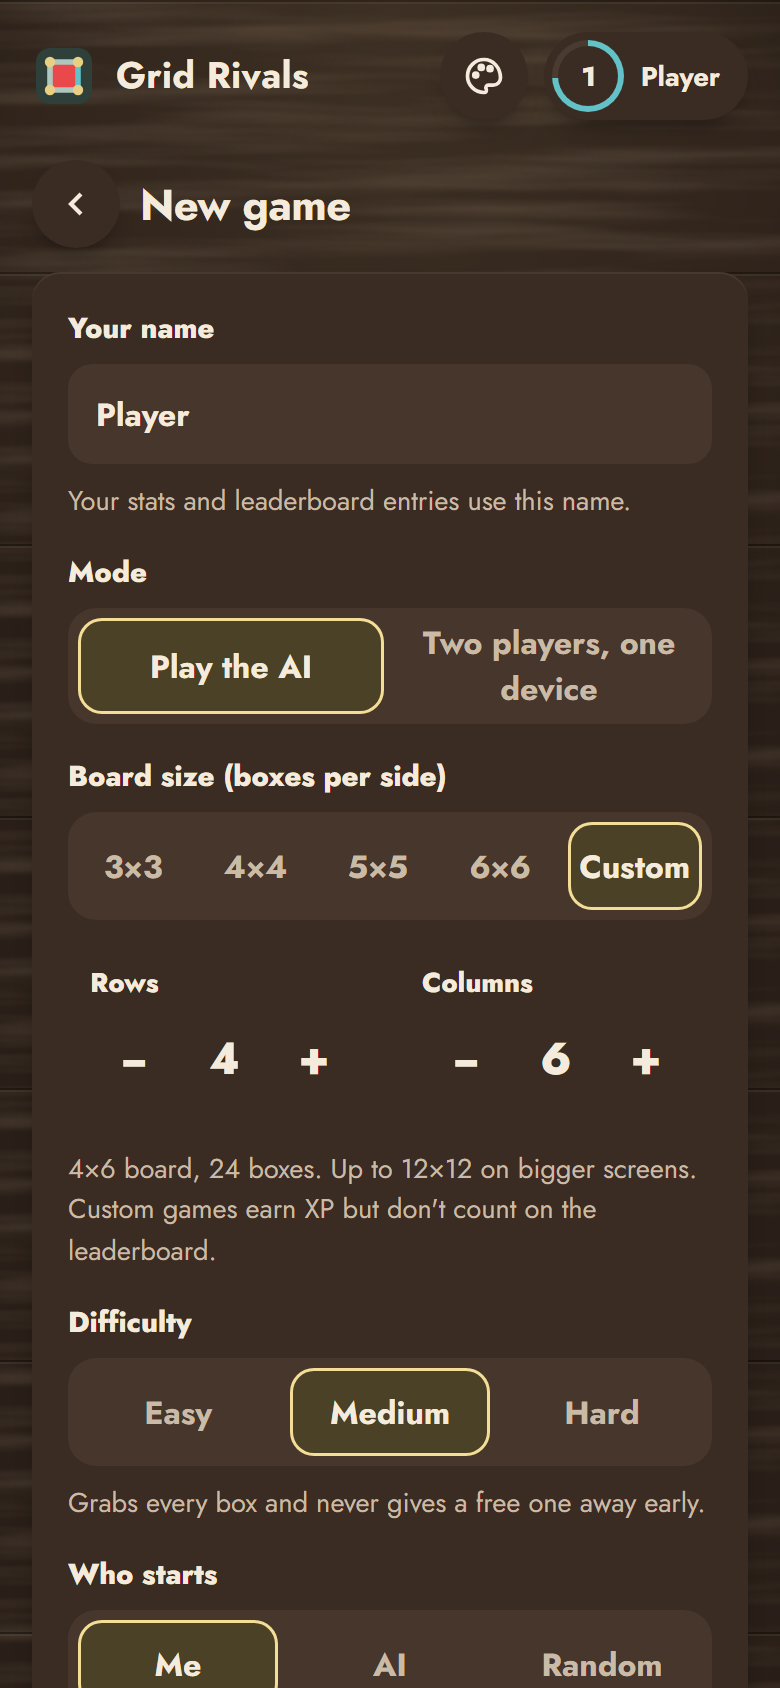 Grid Rivals
1 Player
New game
Your name
Player
Your stats and leaderboard entries use this name.
Mode
Play the AI
Two players, one
device
Board size (boxes per side)
3×3 4×4 5×5 6×6 Custom
Rows Columns
– 4 + – 6 +
4×6 board, 24 boxes. Up to 12×12 on bigger screens.
Custom games earn XP but don't count on the
leaderboard.
Difficulty
Easy Medium Hard
Grabs every box and never gives a free one away early.
Who starts
Me AI Random